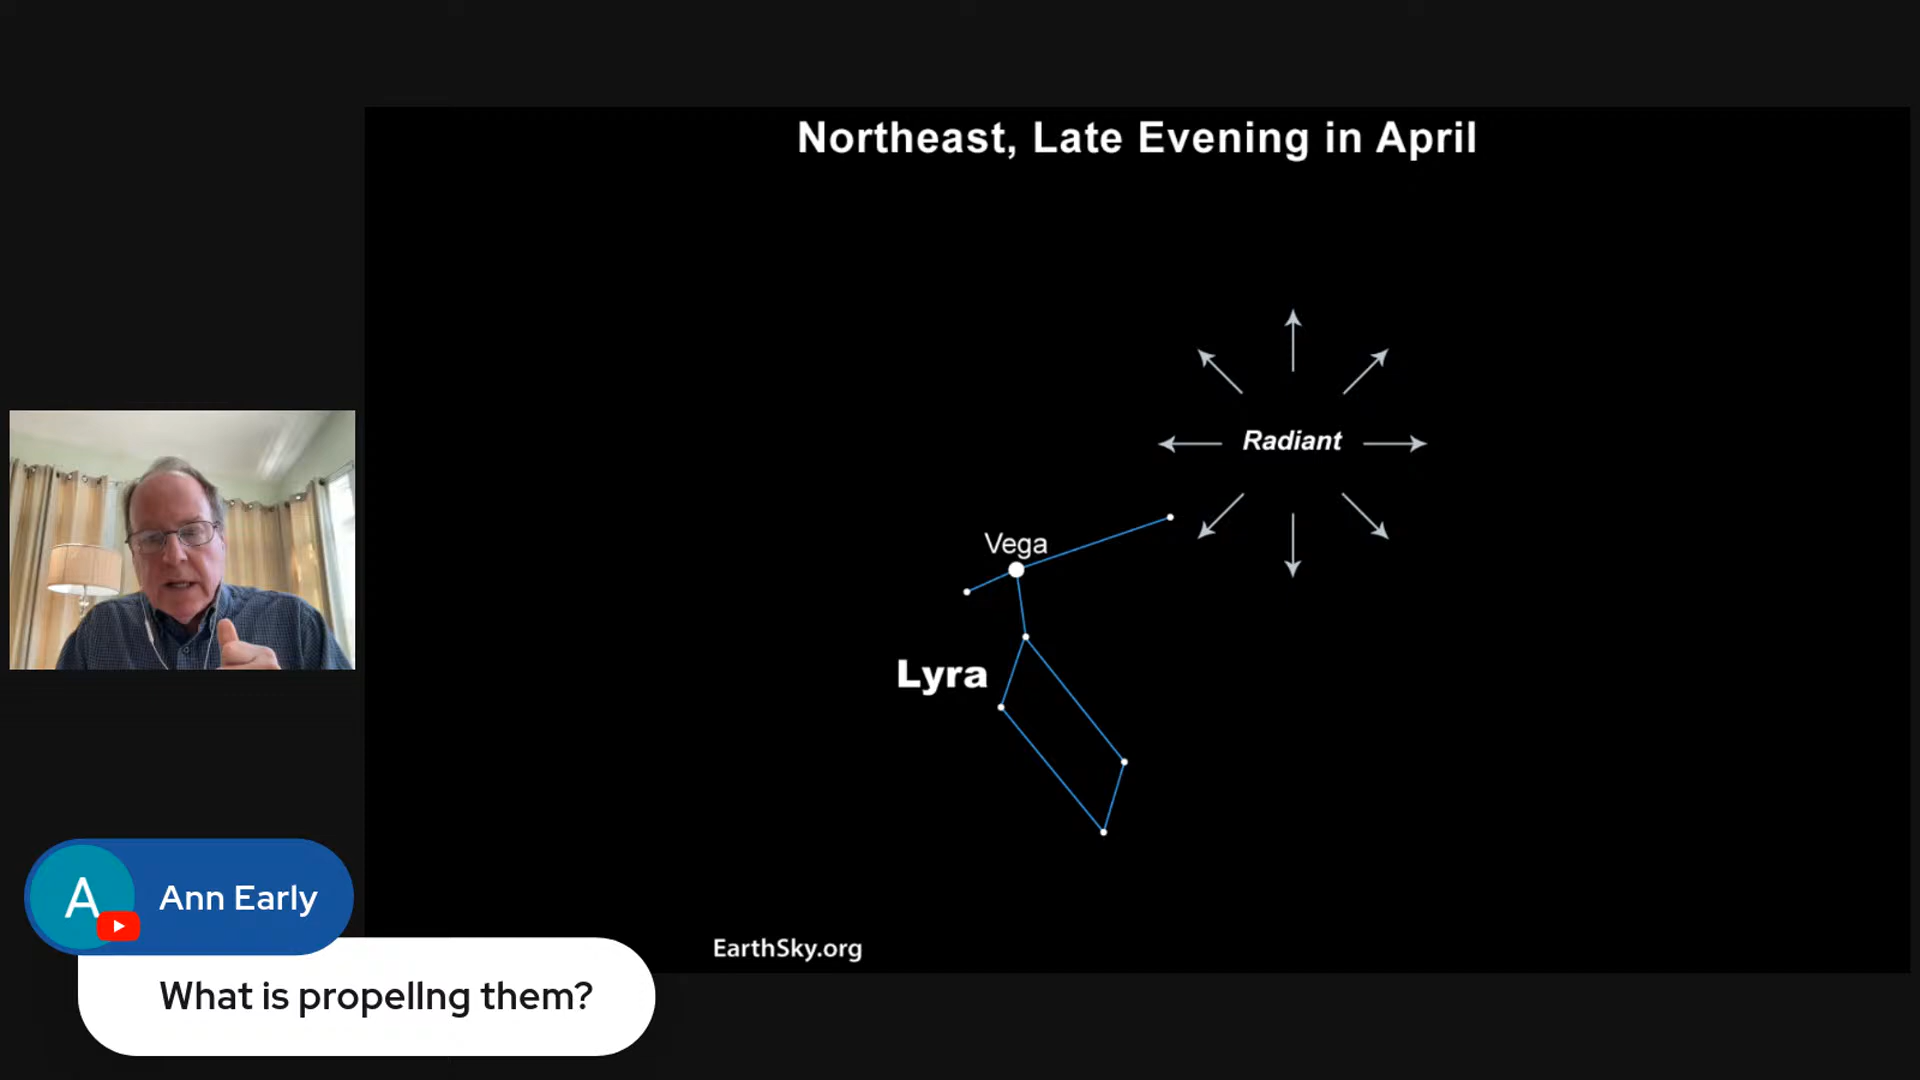 Northeast, Late Evening in April
Radiant
Vega
Lyra
A
Ann Early
EarthSky.org
What is propellng them?